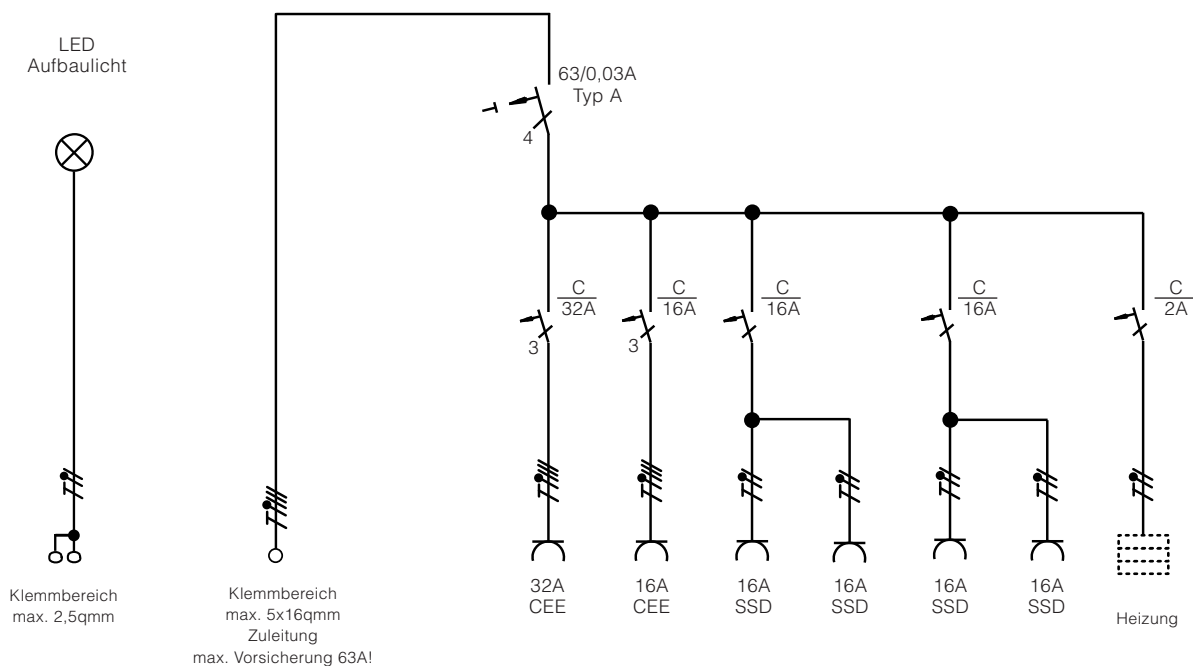 LED
Aufbaulicht
63/0,03A
Typ A
4
C
32A
C
16A
C
16A
C
16A
C
2A
3
3
Klemmbereich
max. 2,5qmm
Klemmbereich
max. 5x16qmm
Zuleitung
max. Vorsicherung 63A!
32A
CEE
16A
CEE
16A
SSD
16A
SSD
16A
SSD
16A
SSD
Heizung